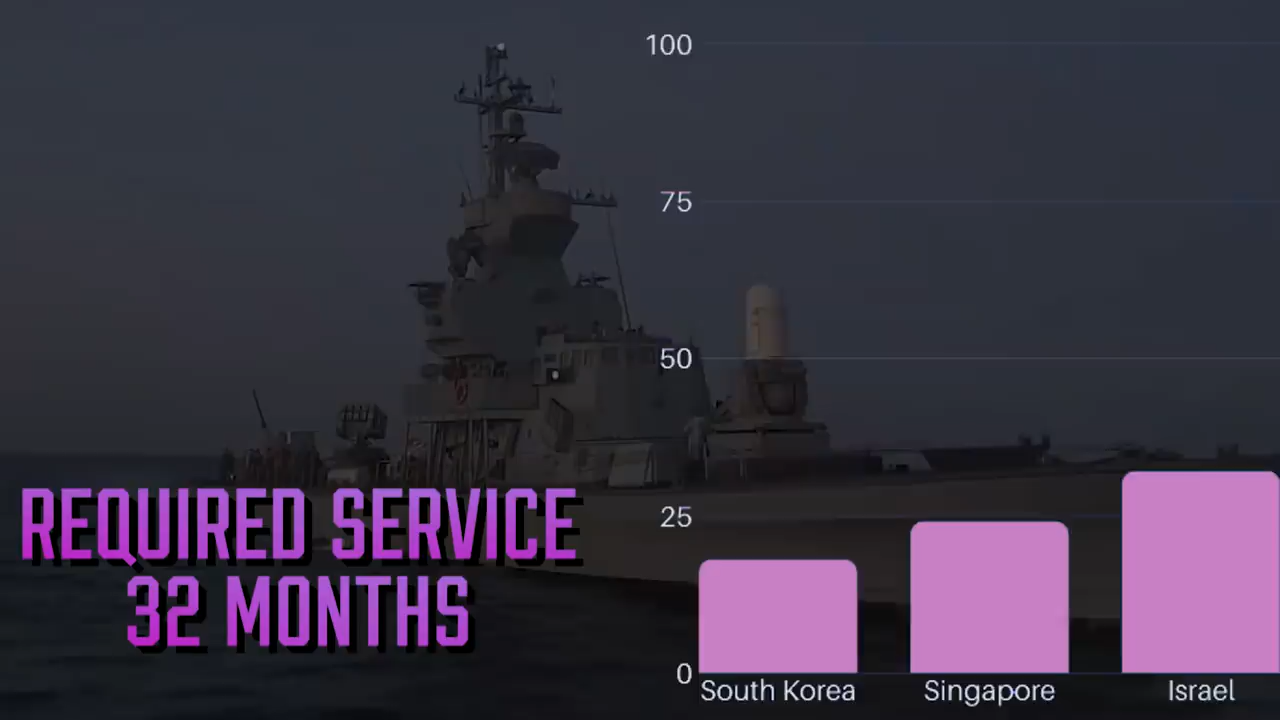 100
75
50
25
0
South Korea
Singapore
Israel
REQUIRED SERVICE
32 MONTHS